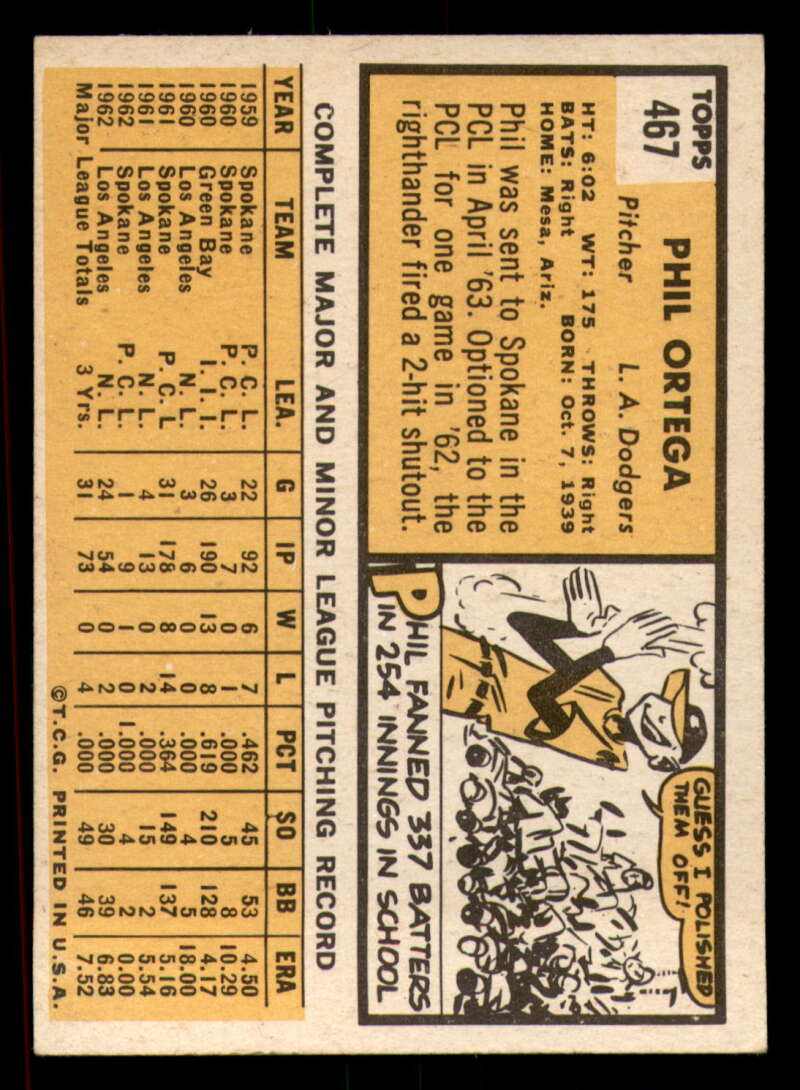 TOPPS
467
PHIL ORTEGA
Pitcher L. A. Dodgers
HT: 6:02 WT: 175 THROWS: Right
BATS: Right BORN: Oct. 7, 1939
HOME: Mesa, Ariz.
Phil was sent to Spokane in the
PCL in April '63. Optioned to the
PCL for one game in '62, the
righthander fired a 2-hit shutout.
GUESS I POLISHED
THEM OFF!
PHIL FANNED 337 BATTERS
IN 254 INNINGS IN SCHOOL
COMPLETE MAJOR AND MINOR LEAGUE PITCHING RECORD
YEAR TEAM LEA. G IP W L PCT SO BB ERA
1959 Spokane P. C. L. 22 92 6 7 .462 45 53 4.50
1960 Spokane P. C. L. 3 7 0 1 .000 5 8 10.29
1960 Green Bay I. I. I. 26 190 13 8 .619 210 128 4.17
1960 Los Angeles N. L. 3 6 0 0 .000 4 5 18.00
1961 Spokane P. C. L 31 178 8 14 .364 149 137 5.16
1961 Los Angeles N. L. 4 13 0 2 .000 15 2 5.54
1962 Spokane P. C. L. 1 9 1 0 1.000 4 2 0.00
1962 Los Angeles N. L. 24 54 0 2 .000 30 39 6.83
Major League Totals 3 Yrs. 31 73 0 4 .000 49 46 7.52
©T.C.G. PRINTED IN U.S.A.